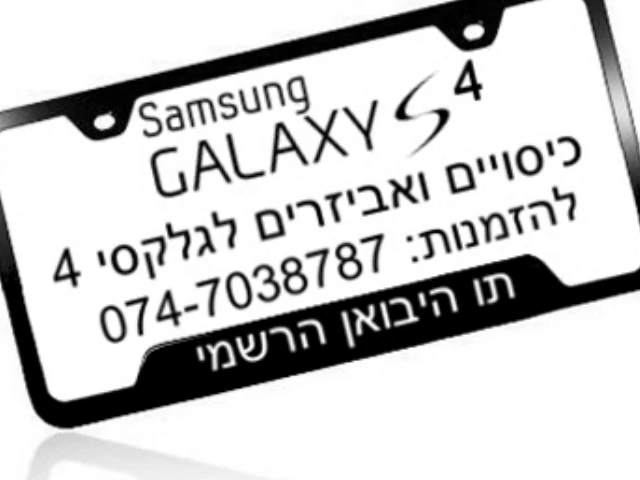 Samsung
GALAXY S4
כיסויים ואביזרים לגלקסי 4
להזמנות: 074-7038787
תו היבואן הרשמי